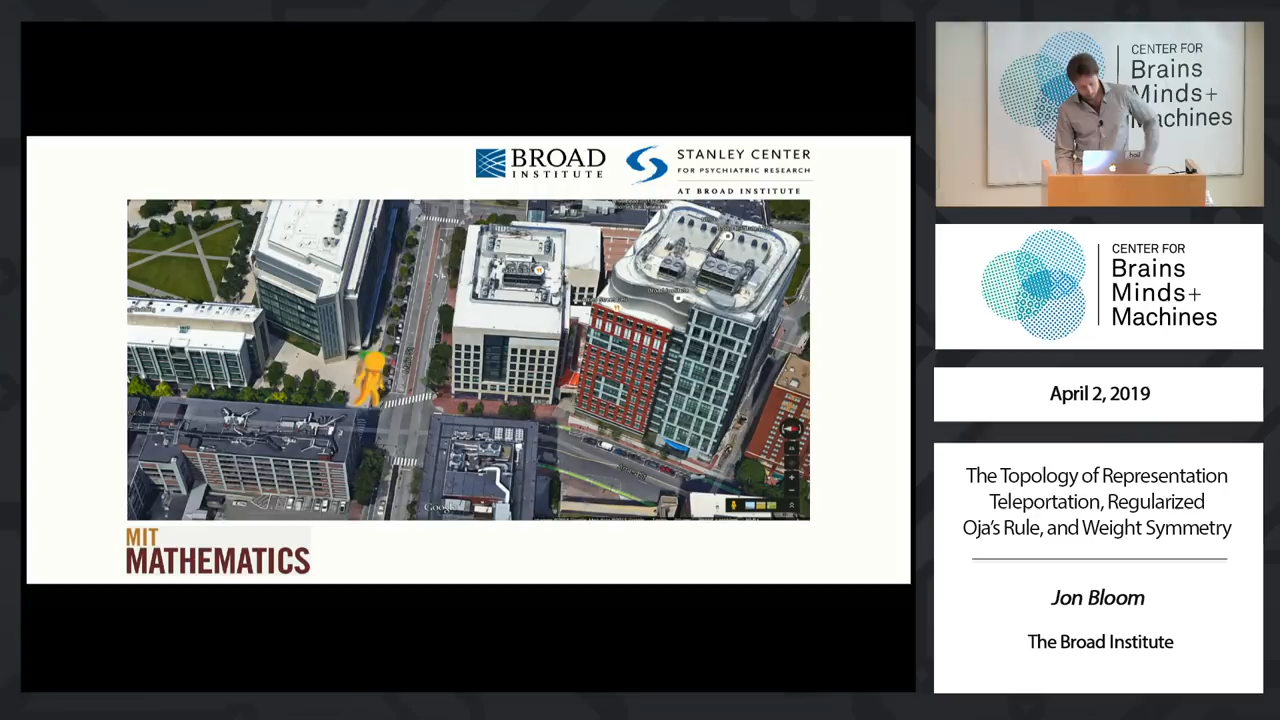 BROAD
INSTITUTE
STANLEY CENTER
FOR PSYCHIATRIC RESEARCH
AT BROAD INSTITUTE
Google
MIT
MATHEMATICS
CENTER FOR
Brains
Minds+
Machines
CENTER FOR
Brains
Minds+
Machines
April 2, 2019
The Topology of Representation
Teleportation, Regularized
Oja's Rule, and Weight Symmetry
Jon Bloom
The Broad Institute